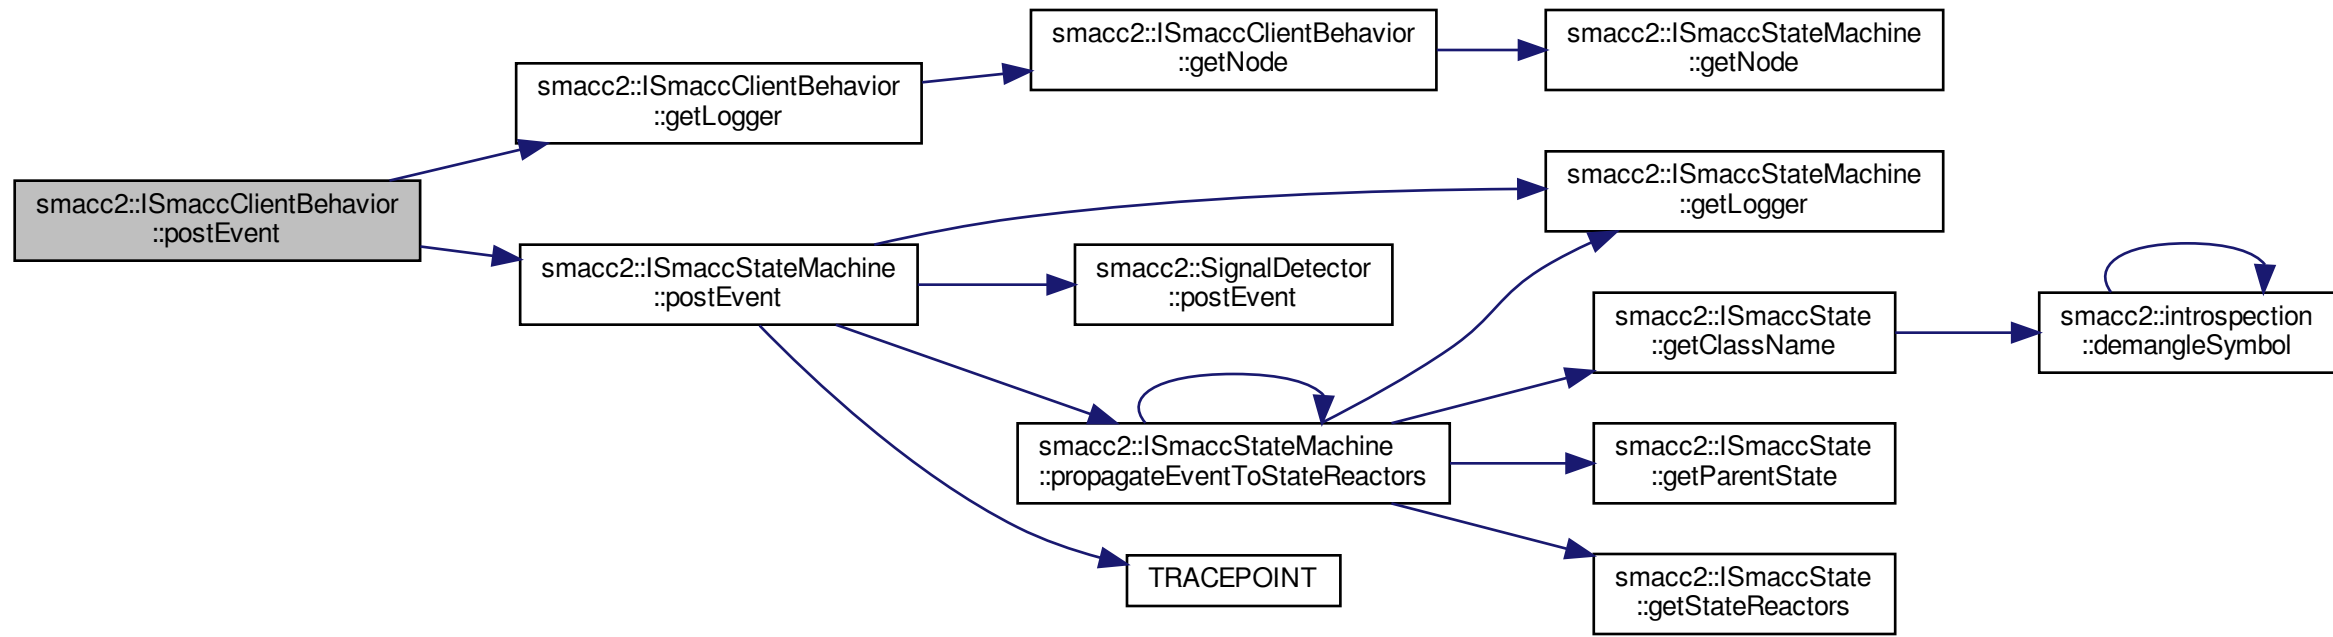 smacc2::ISmaccClientBehavior
::postEvent
smacc2::ISmaccClientBehavior
::getLogger
smacc2::ISmaccClientBehavior
::getNode
smacc2::ISmaccStateMachine
::getNode
smacc2::ISmaccStateMachine
::postEvent
smacc2::ISmaccStateMachine
::getLogger
smacc2::SignalDetector
::postEvent
smacc2::ISmaccStateMachine
::propagateEventToStateReactors
smacc2::ISmaccState
::getClassName
smacc2::introspection
::demangleSymbol
smacc2::ISmaccState
::getParentState
smacc2::ISmaccState
::getStateReactors
TRACEPOINT